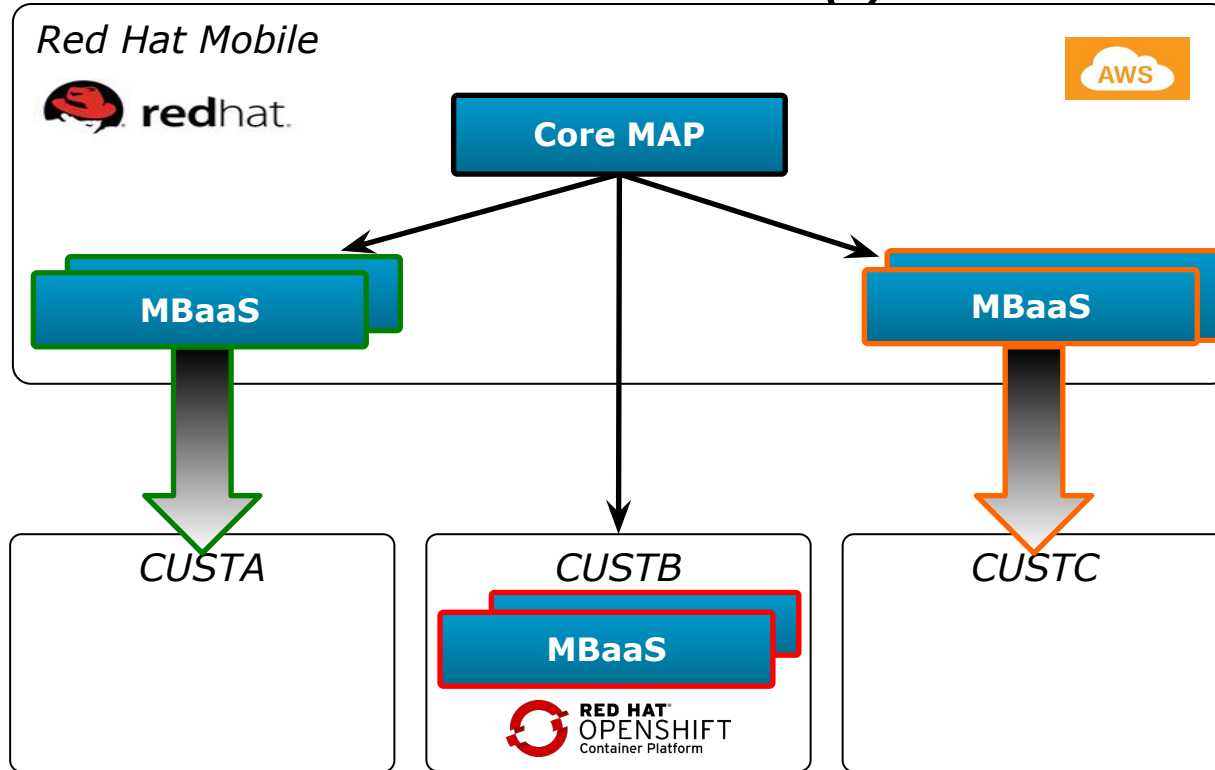 Red Hat Mobile
AWS
redhat.
Core MAP
MBaaS
MBaaS
CUSTA
CUSTB
CUSTC
MBaaS
RED HAT®
OPENSHIFT
Container Platform